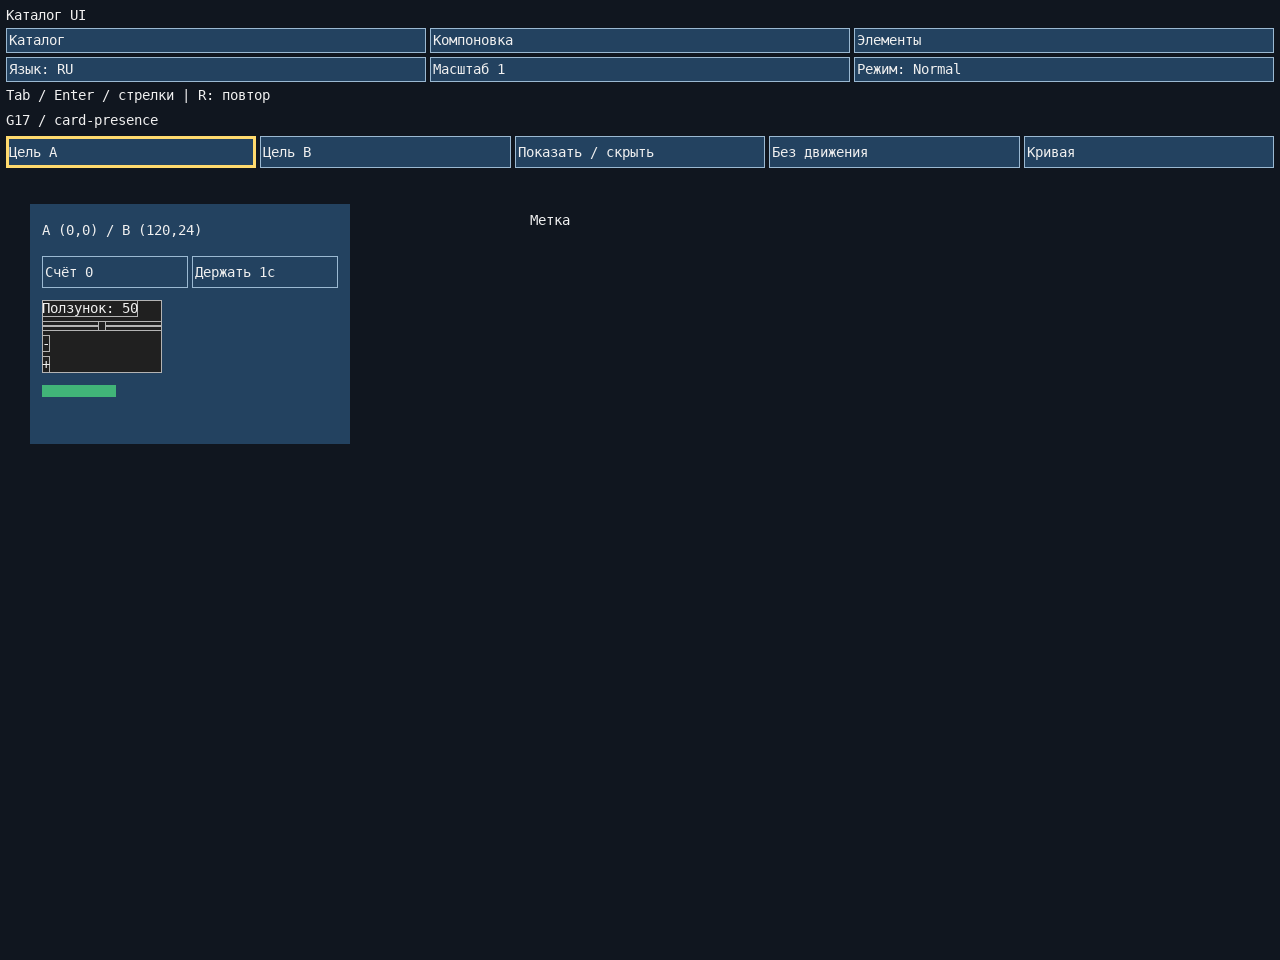 Каталог UI
Каталог
Компоновка
Элементы
Язык: RU
Масштаб 1
Режим: Normal
Tab / Enter / стрелки | R: повтор
G17 / card-presence
Цель A
Цель B
Показать / скрыть
Без движения
Кривая
A (0,0) / B (120,24)
Метка
Счёт 0
Держать 1с
Ползунок: 50
-
+